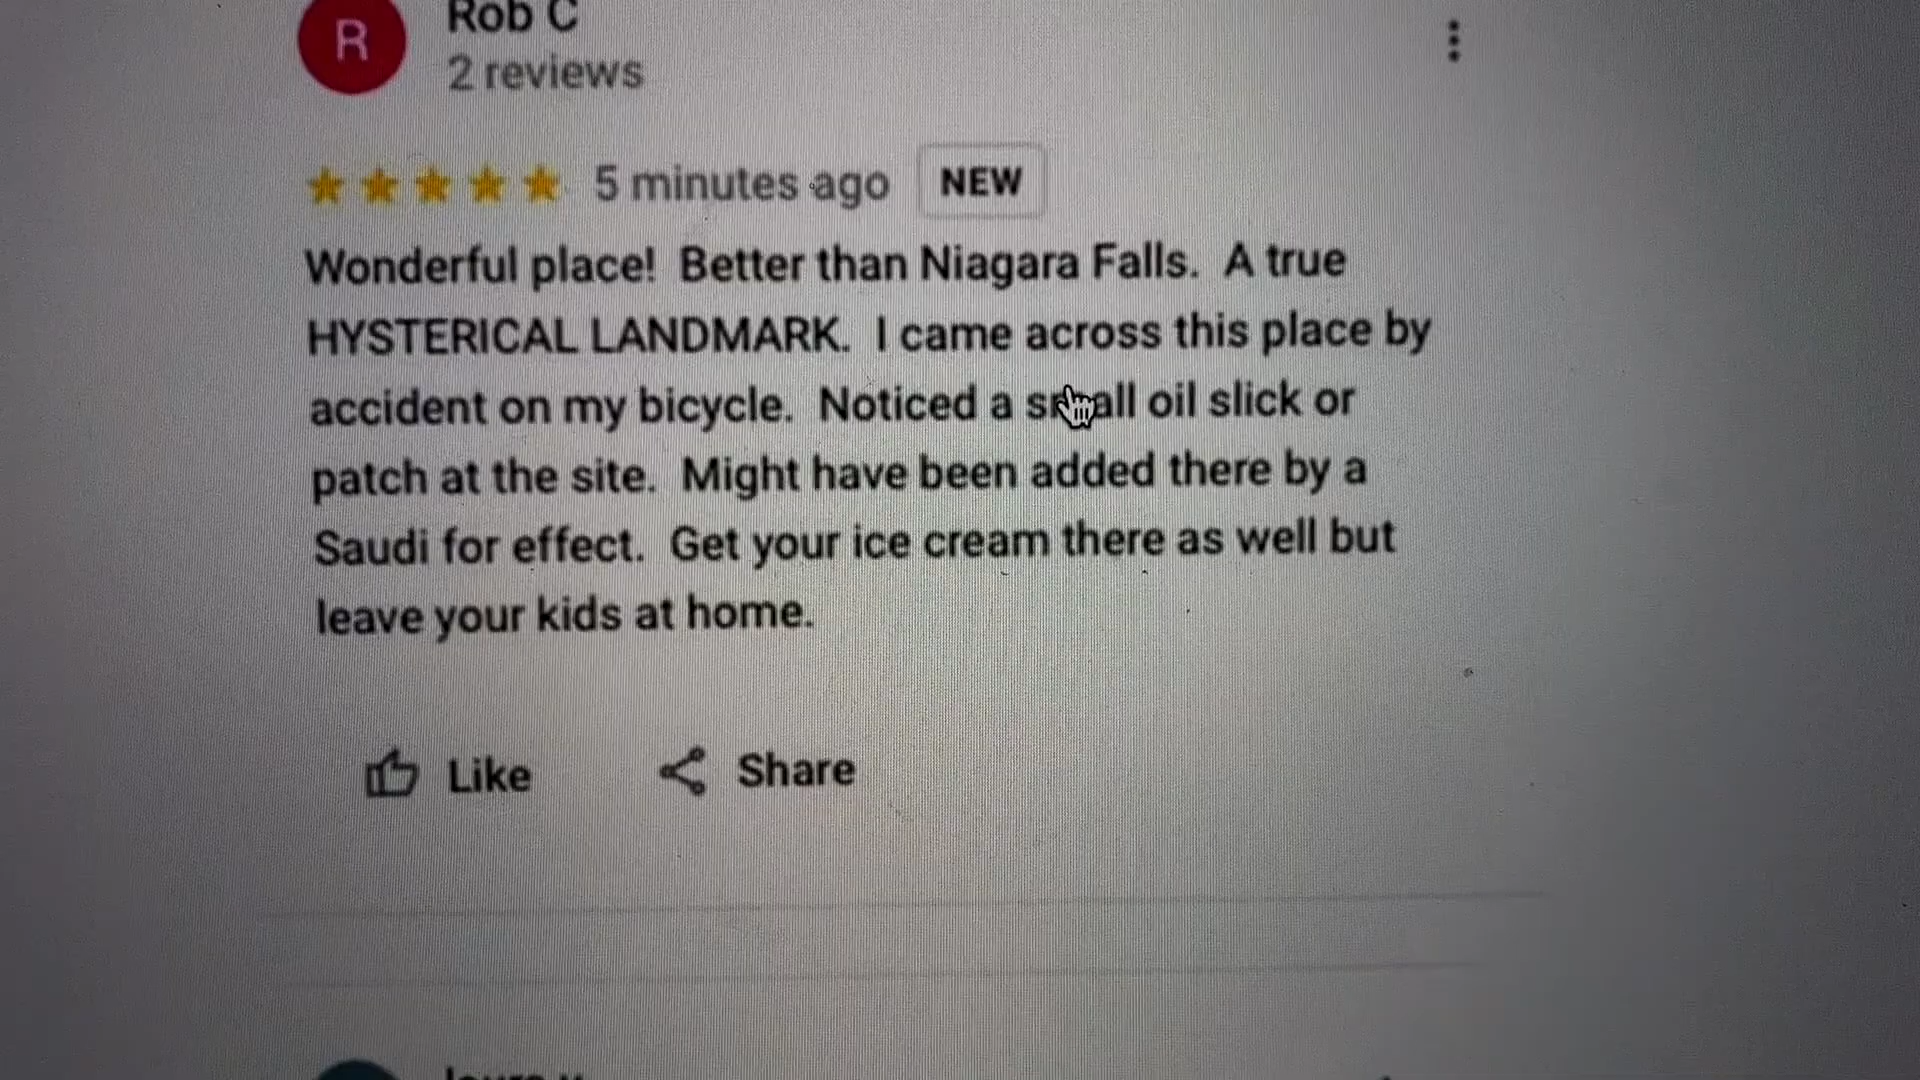 R
Rob C
2 reviews
5 minutes ago NEW
Wonderful place! Better than Niagara Falls. A true
HYSTERICAL LANDMARK. I came across this place by
accident on my bicycle. Noticed a small oil slick or
patch at the site. Might have been added there by a
Saudi for effect. Get your ice cream there as well but
leave your kids at home.
Like Share